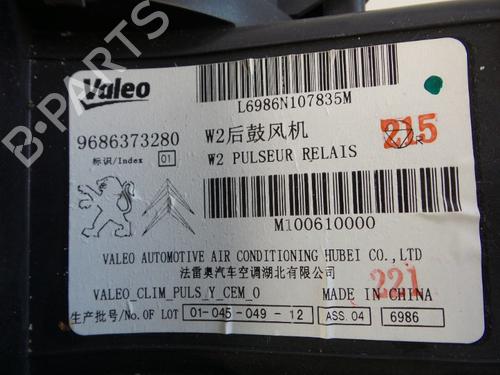 B-PARTS
Valeo
L6986N107835M
9686373280
W2后鼓风机
215
标识/Index 01
W2 PULSEUR RELAIS
M100610000
VALEO AUTOMOTIVE AIR CONDITIONING HUBEI CO.,LTD
法雷奥汽车空调湖北有限公司
221
VALEO_CLIM_PULS_Y_CEM_O
MADE IN CHINA
生产批号/No.OF LOT 01-045-049-12 ASS.04 6986